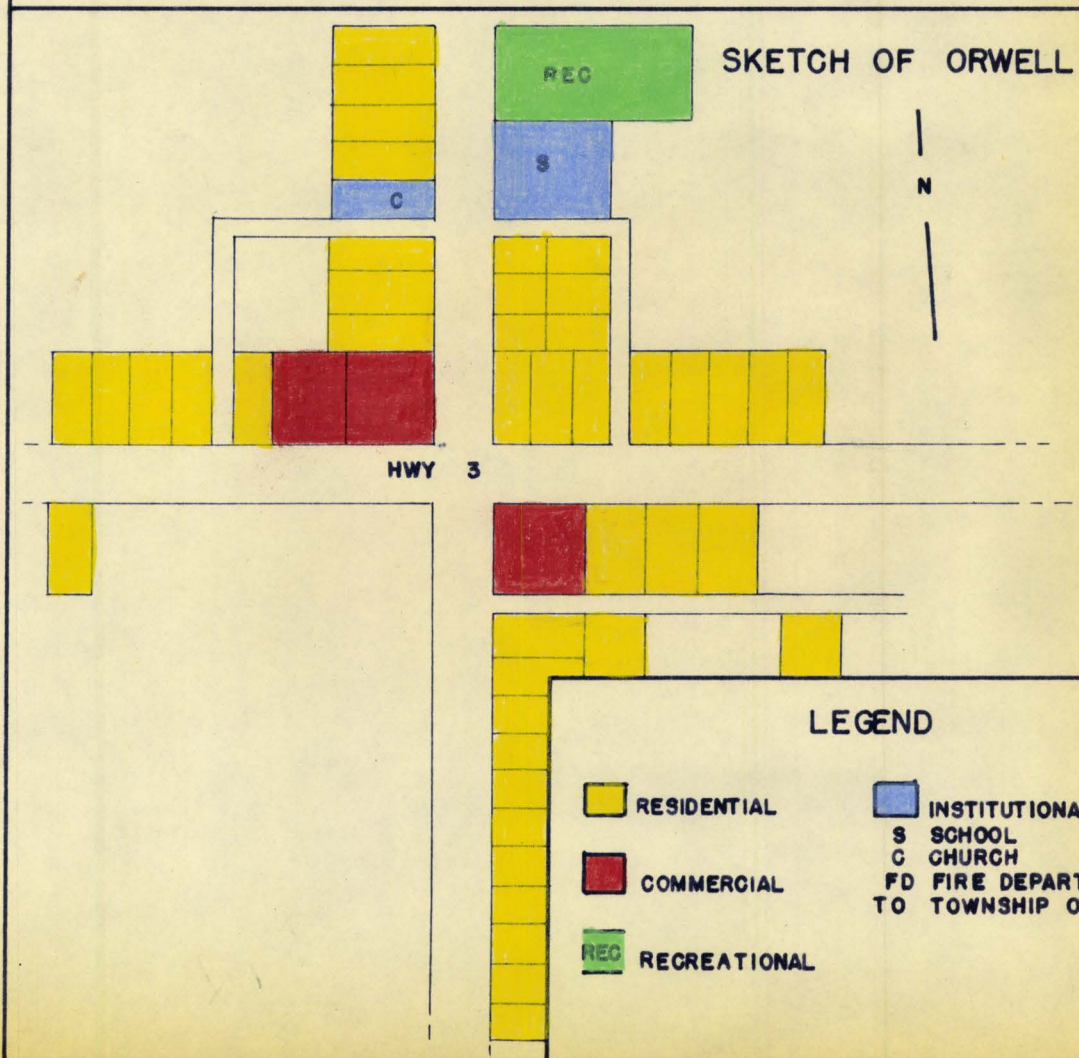 SKETCH OF ORWELL
REC
S
N
C
HWY 3
LEGEND
RESIDENTIAL
COMMERCIAL
REC RECREATIONAL
INSTITUTIONA
S SCHOOL
C CHURCH
FD FIRE DEPART
TO TOWNSHIP O